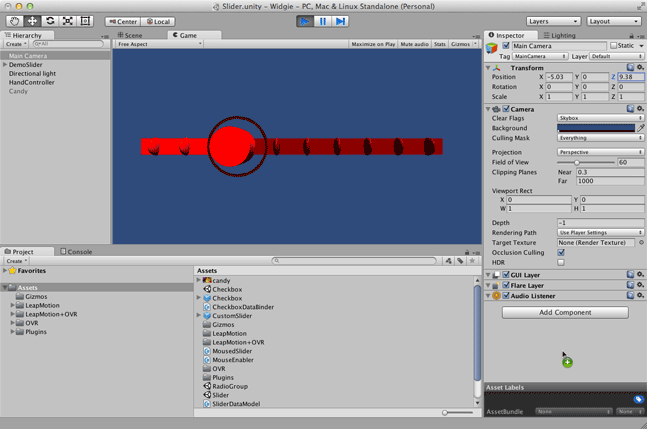 Slider.unity - Widgie - PC, Mac & Linux Standalone (Personal)
Center Local Layers Layout
Hierarchy
Create All
Main Camera
DemoSlider
Directional light
HandController
Candy
Scene Game
Free Aspect Maximize on Play Mute audio Stats Gizmos
Inspector Lighting
Main Camera Static
Tag MainCamera Layer Default
Transform
Position X -5.03 Y 0 Z 9.38
Rotation X 0 Y 0 Z 0
Scale X 1 Y 1 Z 1
Camera
Clear Flags Skybox
Background
Culling Mask Everything
Projection Perspective
Field of View 60
Clipping Planes Near 0.3
Far 1000
Viewport Rect
X 0 Y 0
W 1 H 1
Depth -1
Rendering Path Use Player Settings
Target Texture None (Render Texture)
Occlusion Culling
HDR
GUI Layer
Flare Layer
Audio Listener
Add Component
Project Console
Create
Favorites
Assets
Gizmos
LeapMotion
LeapMotion+OVR
OVR
Plugins
Assets
candy
Checkbox
Checkbox
CheckboxDataBinder
CustomSlider
Gizmos
LeapMotion
LeapMotion+OVR
MousedSlider
MouseEnabler
OVR
Plugins
RadioGroup
Slider
SliderDataModel
Asset Labels
AssetBundle None None